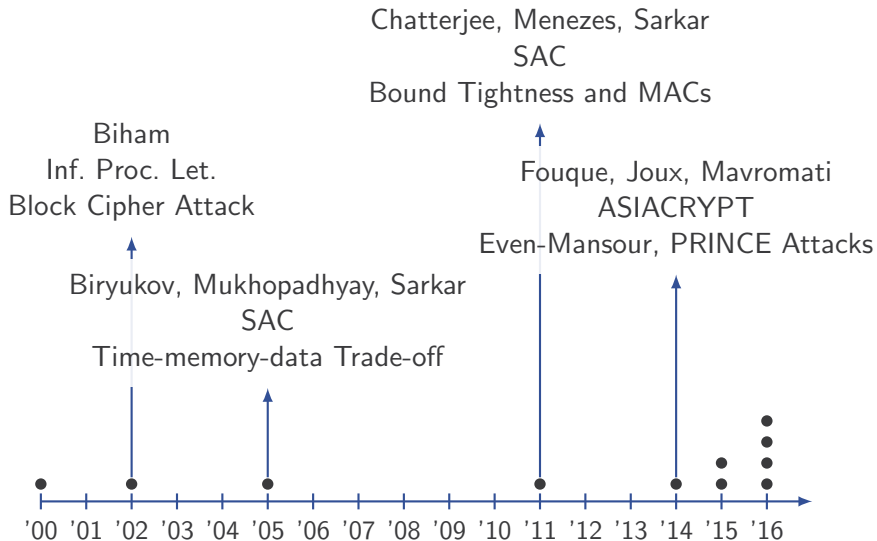 Chatterjee, Menezes, Sarkar
SAC
Bound Tightness and MACs
Biham
Inf. Proc. Let.
Block Cipher Attack
Fouque, Joux, Mavromati
ASIACRYPT
Even-Mansour, PRINCE Attacks
Biryukov, Mukhopadhyay, Sarkar
SAC
Time-memory-data Trade-off
'00 '01 '02 '03 '04 '05 '06 '07 '08 '09 '10 '11 '12 '13 '14 '15 '16